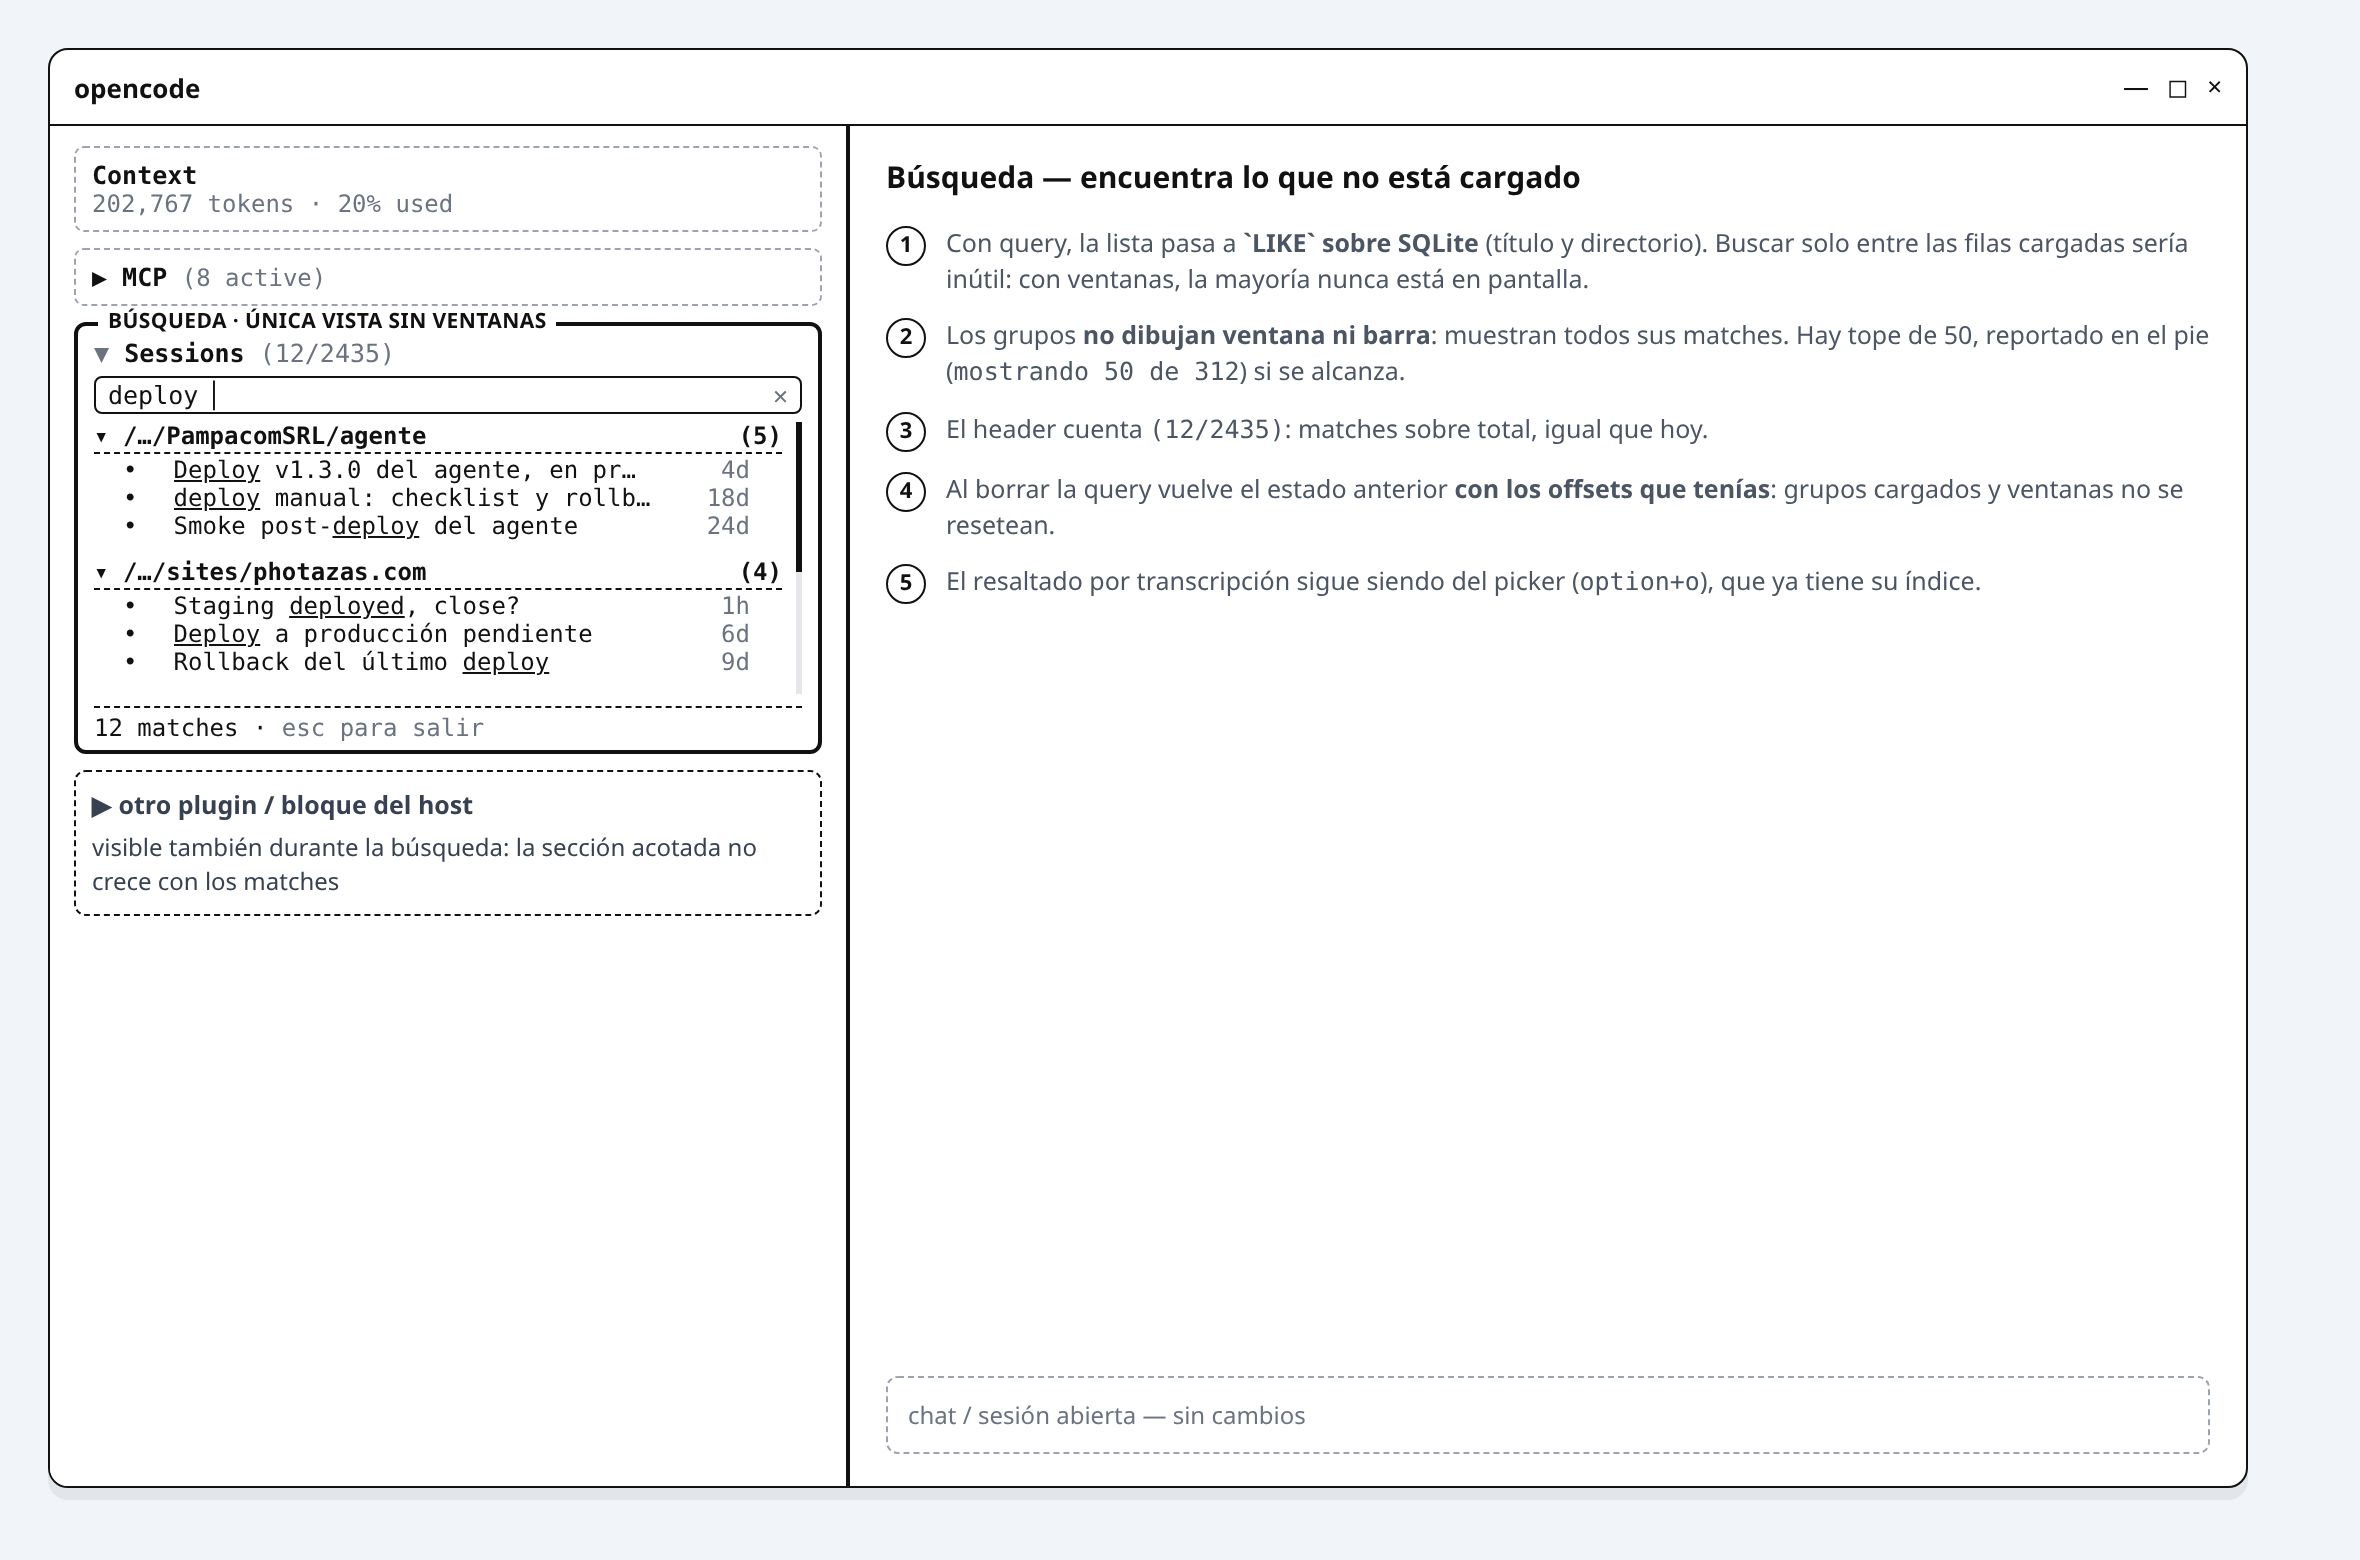 opencode
— □ ×
Context
202,767 tokens · 20% used
▶ MCP (8 active)
BÚSQUEDA · ÚNICA VISTA SIN VENTANAS
▼ Sessions (12/2435)
deploy ×
▾ /…/PampacomSRL/agente (5)
• Deploy v1.3.0 del agente, en pr… 4d
• deploy manual: checklist y rollb… 18d
• Smoke post-deploy del agente 24d
▾ /…/sites/photazas.com (4)
• Staging deployed, close? 1h
• Deploy a producción pendiente 6d
• Rollback del último deploy 9d
12 matches · esc para salir
▶ otro plugin / bloque del host
visible también durante la búsqueda: la sección acotada no
crece con los matches
Búsqueda — encuentra lo que no está cargado
1 Con query, la lista pasa a `LIKE` sobre SQLite (título y directorio). Buscar solo entre las filas cargadas sería
inútil: con ventanas, la mayoría nunca está en pantalla.
2 Los grupos no dibujan ventana ni barra: muestran todos sus matches. Hay tope de 50, reportado en el pie
(mostrando 50 de 312) si se alcanza.
3 El header cuenta (12/2435): matches sobre total, igual que hoy.
4 Al borrar la query vuelve el estado anterior con los offsets que tenías: grupos cargados y ventanas no se
resetean.
5 El resaltado por transcripción sigue siendo del picker (option+o), que ya tiene su índice.
chat / sesión abierta — sin cambios